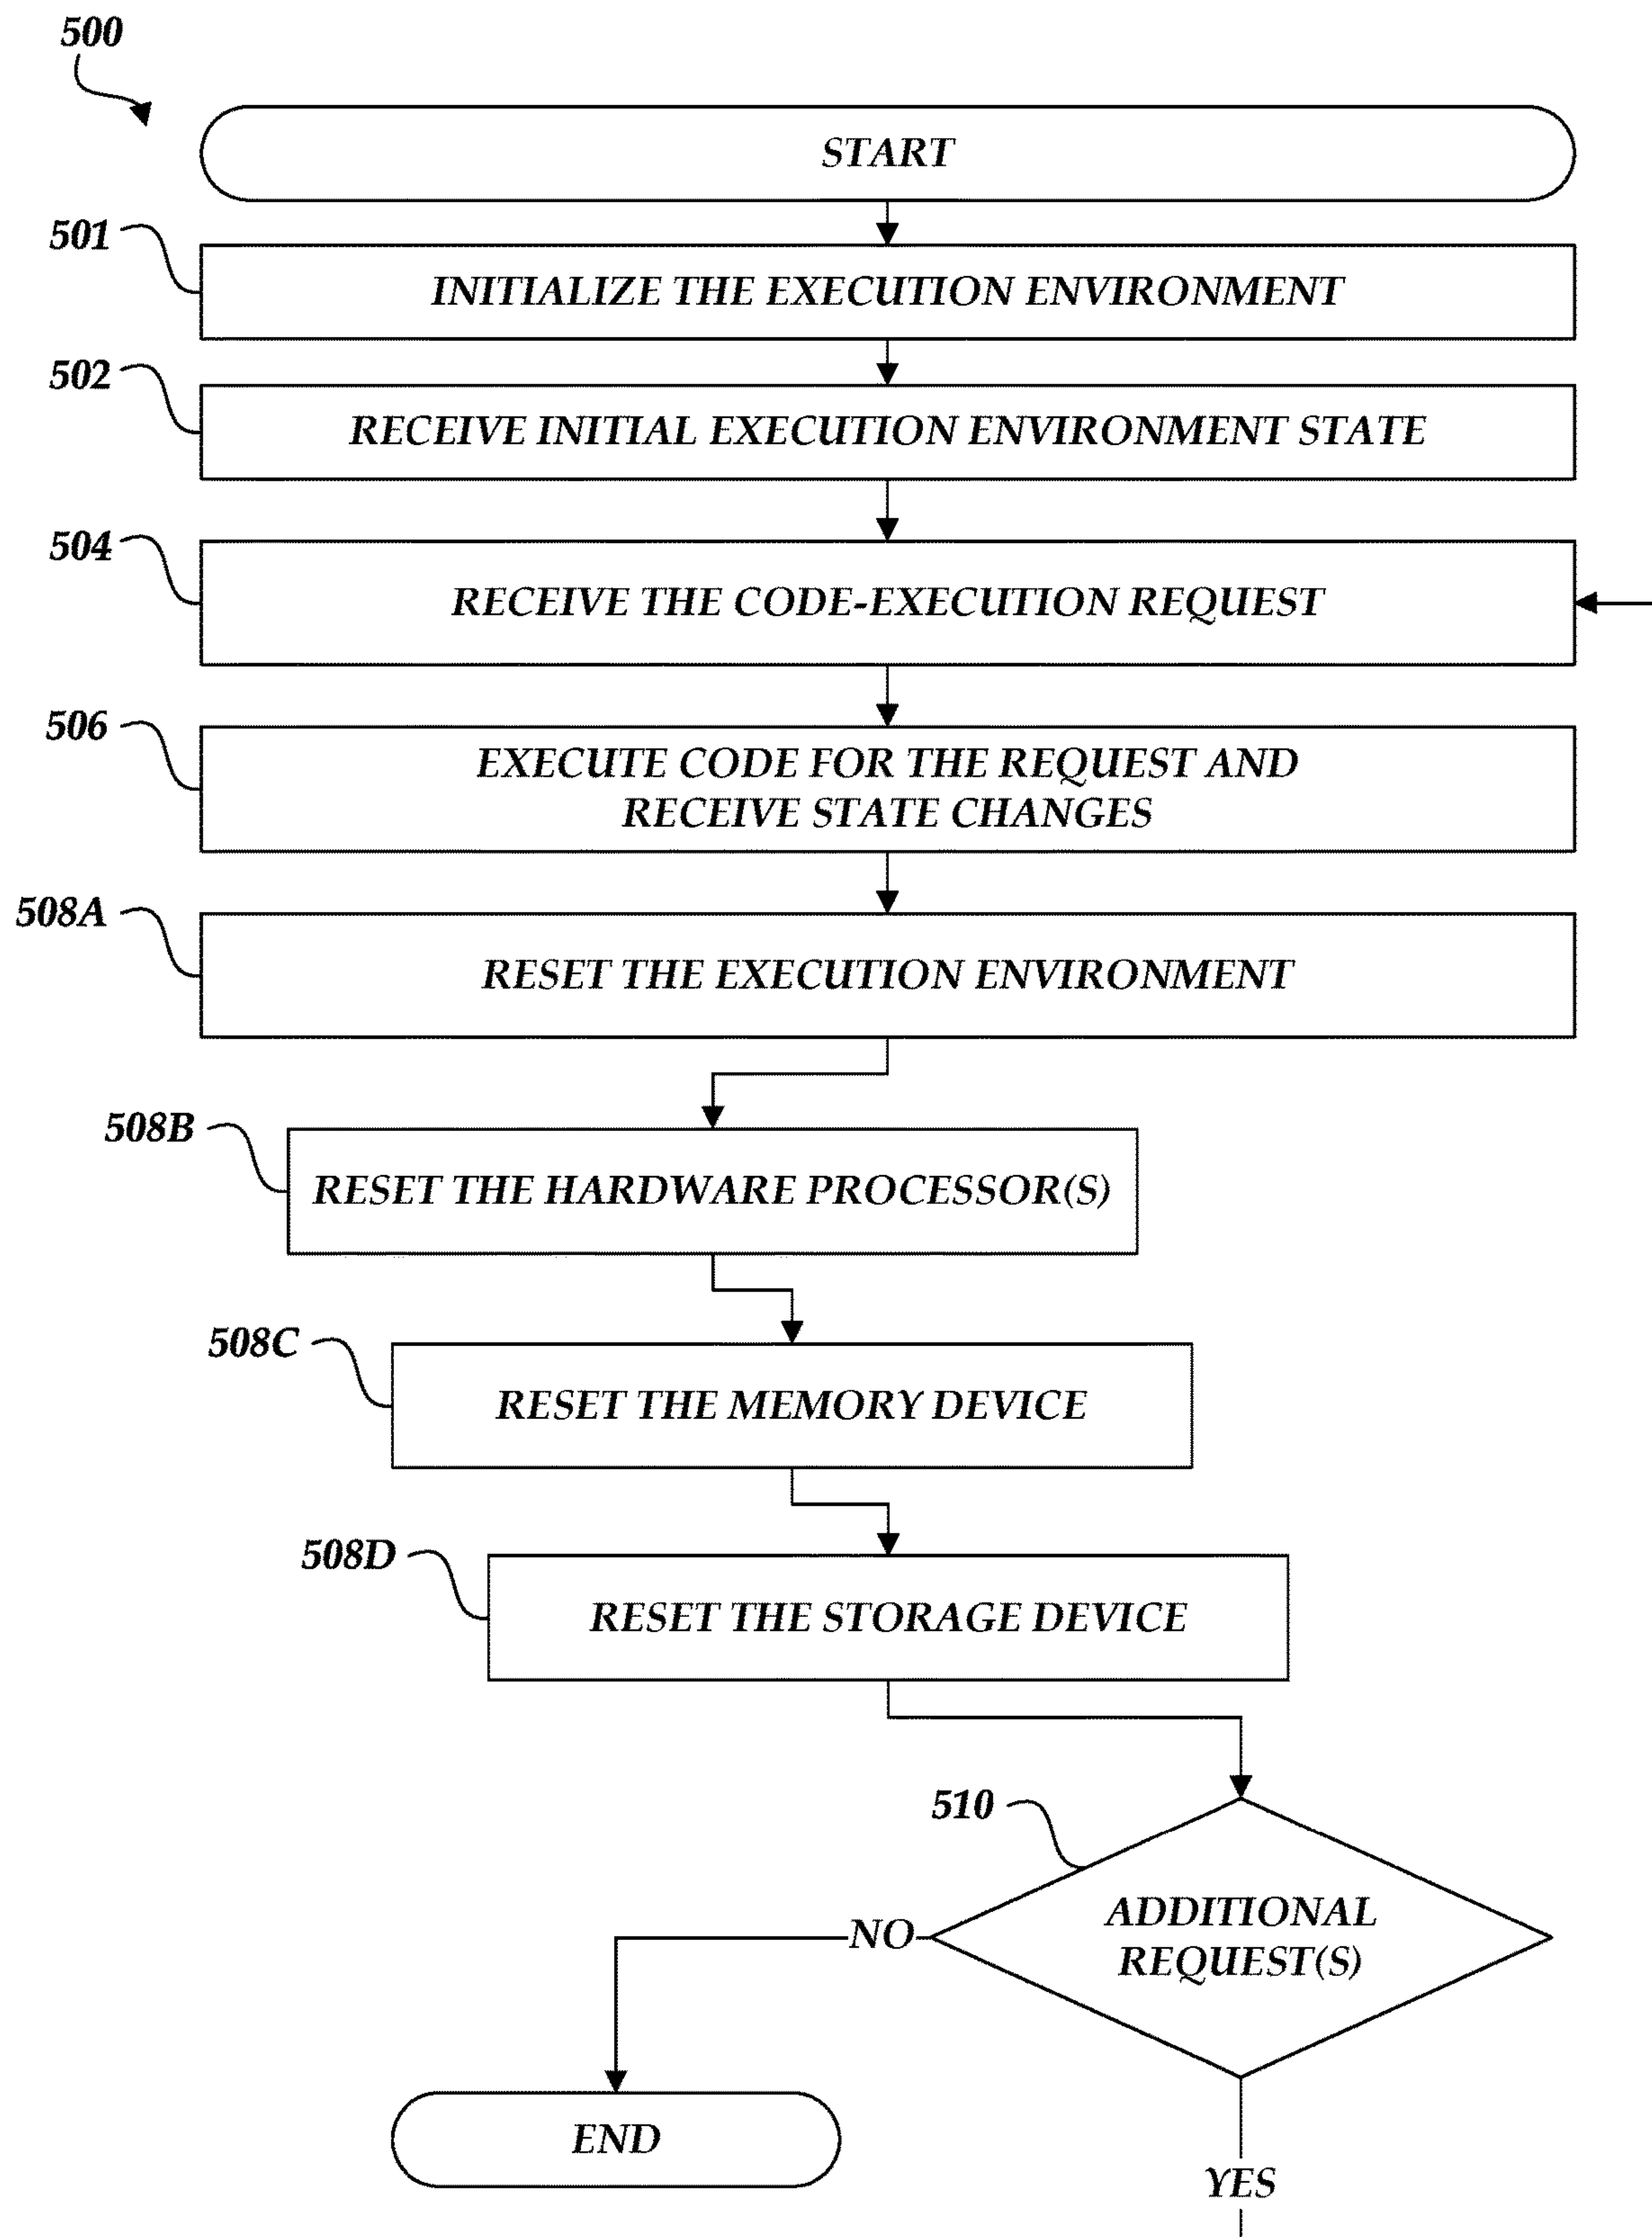 500
START
501
INITIALIZE THE EXECUTION ENVIRONMENT
502
RECEIVE INITIAL EXECUTION ENVIRONMENT STATE
504
RECEIVE THE CODE-EXECUTION REQUEST
506
EXECUTE CODE FOR THE REQUEST AND
RECEIVE STATE CHANGES
508A
RESET THE EXECUTION ENVIRONMENT
508B
RESET THE HARDWARE PROCESSOR(S)
508C
RESET THE MEMORY DEVICE
508D
RESET THE STORAGE DEVICE
510
ADDITIONAL
REQUEST(S)
NO
END
YES